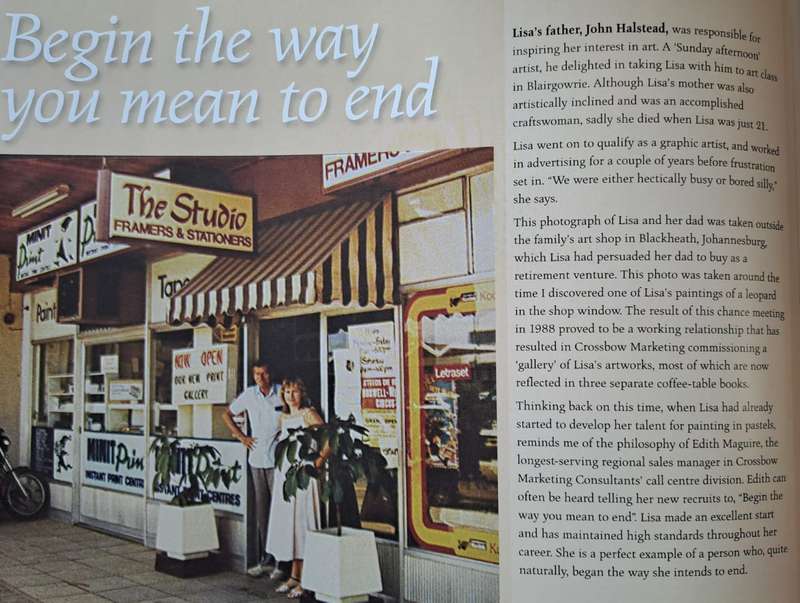 Begin the way
you mean to end
Lisa's father, John Halstead, was responsible for
inspiring her interest in art. A 'Sunday afternoon'
artist, he delighted in taking Lisa with him to art class
in Blairgowrie. Although Lisa's mother was also
artistically inclined and was an accomplished
craftswoman, sadly she died when Lisa was just 21.
Lisa went on to qualify as a graphic artist, and worked
in advertising for a couple of years before frustration
set in. "We were either hectically busy or bored silly,"
she says.
This photograph of Lisa and her dad was taken outside
the family's art shop in Blackheath, Johannesburg,
which Lisa had persuaded her dad to buy as a
retirement venture. This photo was taken around the
time I discovered one of Lisa's paintings of a leopard
in the shop window. The result of this chance meeting
in 1988 proved to be a working relationship that has
resulted in Crossbow Marketing commissioning a
'gallery' of Lisa's artworks, most of which are now
reflected in three separate coffee-table books.
Thinking back on this time, when Lisa had already
started to develop her talent for painting in pastels,
reminds me of the philosophy of Edith Maguire, the
longest-serving regional sales manager in Crossbow
Marketing Consultants' call centre division. Edith can
often be heard telling her new recruits to, "Begin the
way you mean to end". Lisa made an excellent start
and has maintained high standards throughout her
career. She is a perfect example of a person who, quite
naturally, began the way she intends to end.
FRAMERS
The Studio
FRAMERS & STATIONERS
MINIT
Print
NOW OPEN
OUR NEW PRINT
GALLERY
Letraset
CIRCUS
MINIT Print
INSTANT PRINT CENTRES
INSTANT PRINT CENTRES